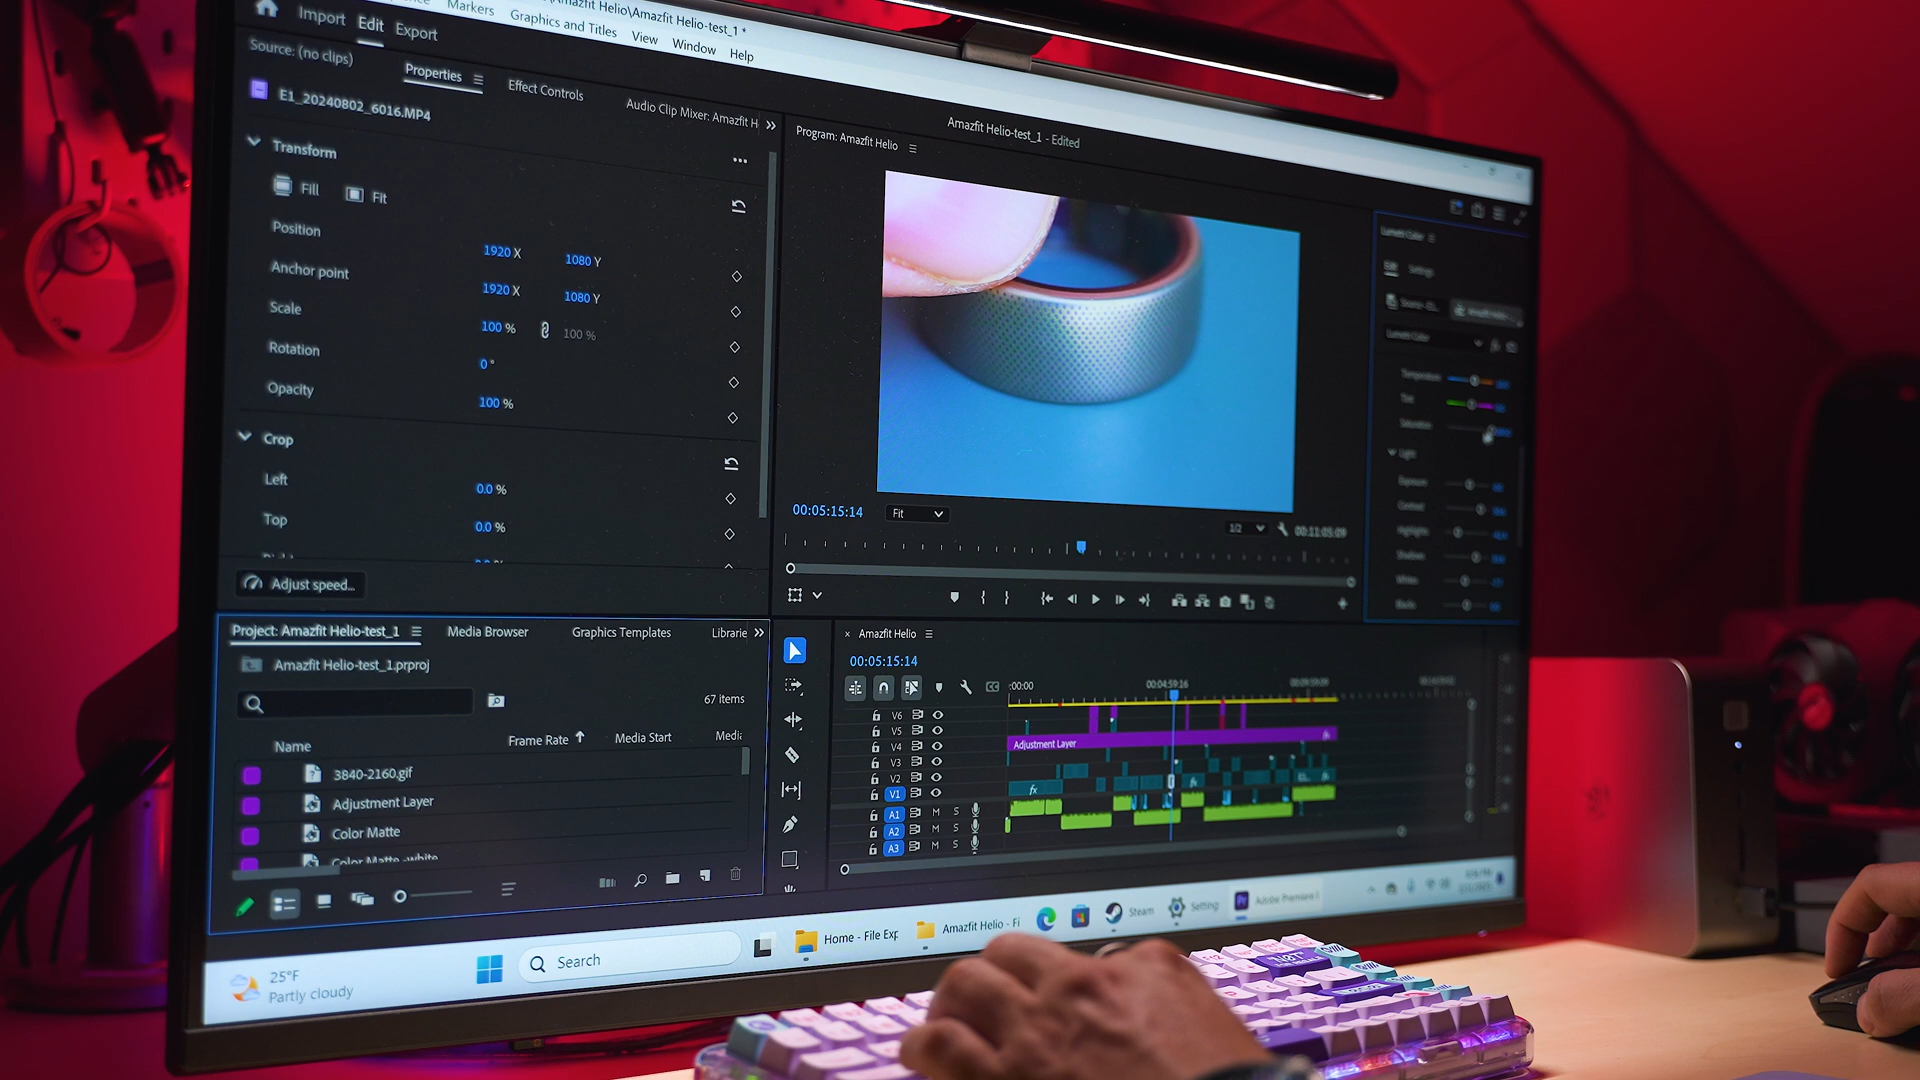 \Amazfit Helio\Amazfit Helio-test_1 *
Markers
Graphics and Titles
View
Window
Help
Import
Edit
Export
Amazfit Helio-test_1 - Edited
Source: (no clips)
Properties
Effect Controls
Audio Clip Mixer: Amazfit H
E1_20240802_6016.MP4
Transform
Fill
Fit
Position
1920 X
1080 Y
Anchor point
1920 X
1080 Y
Scale
100 %
100 %
Rotation
0°
Opacity
100 %
Crop
Left
0.0 %
Top
0.0 %
Adjust speed...
Program: Amazfit Helio
00:05:15:14
Fit
1/2
00:11:05:09
Lumetri Color
Edit
Settings
Lumetri Color
Temperature
Tint
Saturation
Light
Exposure
Contrast
Highlights
Shadows
Whites
Blacks
Project: Amazfit Helio-test_1
Media Browser
Graphics Templates
Librarie
Amazfit Helio-test_1.prproj
67 items
Name
Frame Rate
Media Start
Media
3840-2160.gif
Adjustment Layer
Color Matte
Color Matte -white
Amazfit Helio
00:05:15:14
:00:00
00:04:59:16
00:09:59:09
V6
V5
V4
Adjustment Layer
fx
V3
V2
V1
fx
A1 M S
A2 M S
A3 M S
25°F
Partly cloudy
Search
Home - File Exp
Amazfit Helio - Fi
Steam
Settings
Pr
Adobe Premiere